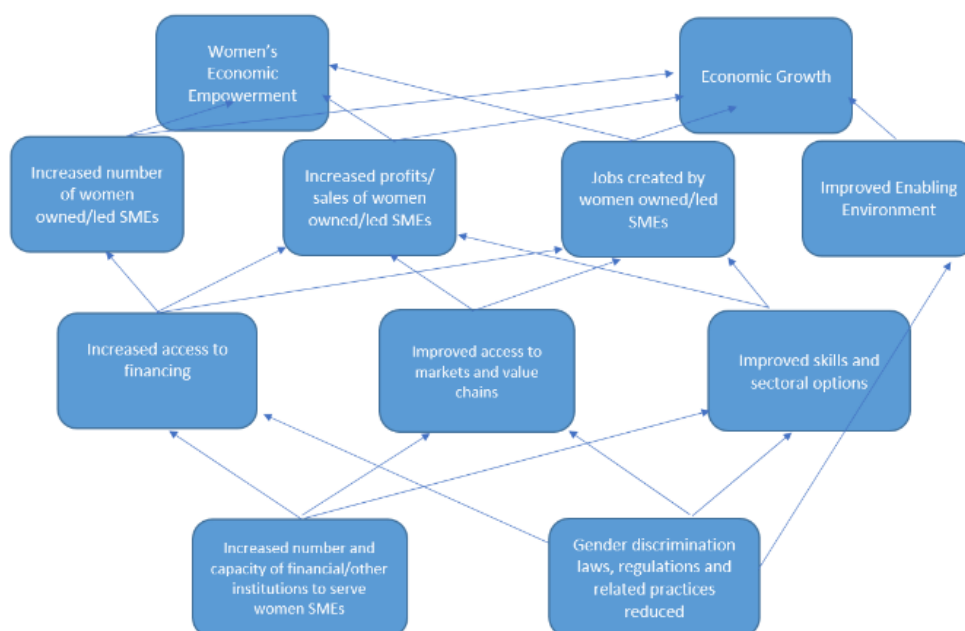 Women's
Economic
Empowerment
Economic Growth
Increased number
of women
owned/led SMEs
Increased profits/
sales of women
owned/led SMEs
Jobs created by
women owned/led
SMEs
Improved Enabling
Environment
Increased access to
financing
Improved access to
markets and value
chains
Improved skills and
sectoral options
Increased number and
capacity of financial/other
institutions to serve
women SMEs
Gender discrimination
laws, regulations and
related practices
reduced